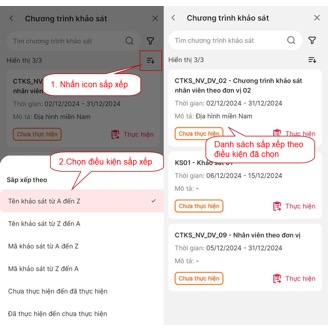 Chương trình khảo sát
Tìm chương trình khảo sát
Hiển thị 3/3
1. Nhấn icon sắp xếp
CTKS_NV_DV_02 -
nhân viên theo đơn vị
Thời gian: 02/12/2024 - 31/12/2024
Mô tả: Địa hình miền Nam
Chưa thực hiện
Thực hiện
2.Chọn điều kiện sắp xếp
Sắp xếp theo
Tên khảo sát từ A đến Z
Tên khảo sát từ Z đến A
Mã khảo sát từ A đến Z
Mã khảo sát từ Z đến A
Chưa thực hiện đến đã thực hiện
Đã thực hiện đến chưa thực hiện
Chương trình khảo sát
Tìm chương trình khảo sát
Hiển thị 3/3
CTKS_NV_DV_02 - Chương trình khảo sát
nhân viên theo đơn vị 02
Thời gian: 02/12/2024 - 31/12/2024
Mô tả: Địa hình miền Nam
Chưa thực hiện
Thực hiện
Danh sách sắp xếp theo
điều kiện đã chọn
KS01 - Khảo sát 01
Thời gian: 06/12/2024 - 15/12/2024
Mô tả: -
Chưa thực hiện
Thực hiện
CTKS_NV_DV_09 - Nhân viên theo đơn vị
Thời gian: 05/12/2024 - 31/12/2024
Mô tả: -
Chưa thực hiện
Thực hiện